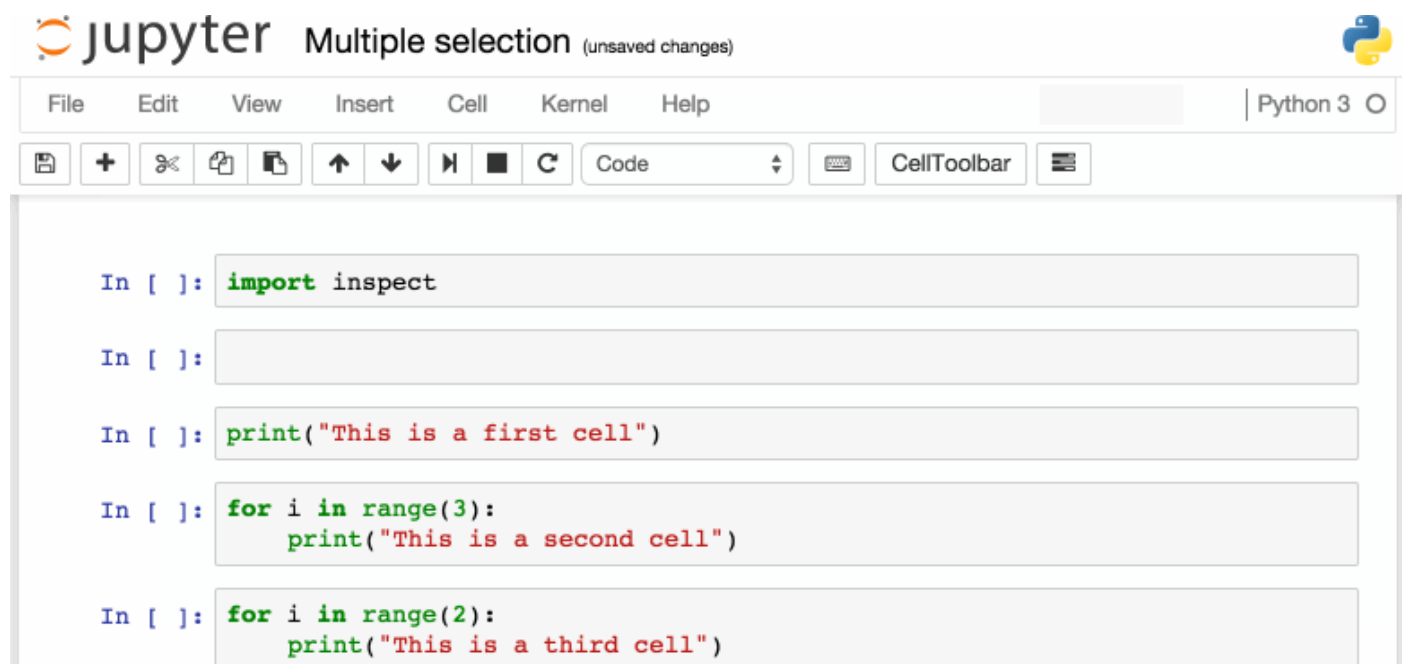 jupyter Multiple selection (unsaved changes)
File Edit View Insert Cell Kernel Help Python 3
Code CellToolbar
In [ ]: import inspect
In [ ]:
In [ ]: print("This is a first cell")
In [ ]: for i in range(3):
    print("This is a second cell")
In [ ]: for i in range(2):
    print("This is a third cell")